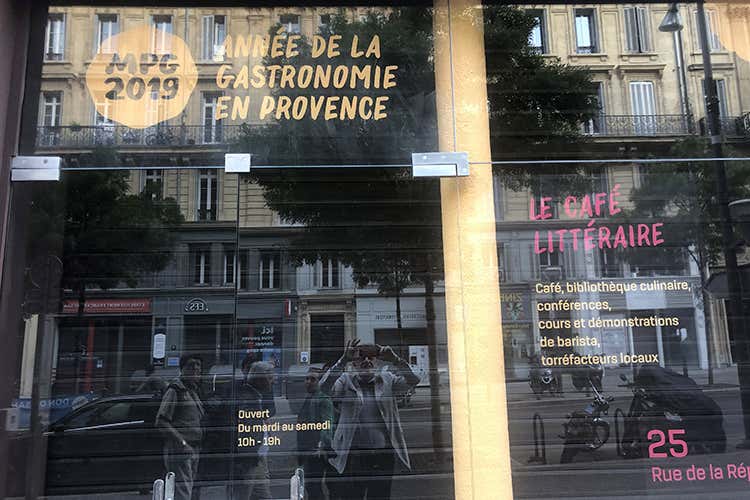 MPG
2019
ANNÉE DE LA
GASTRONOMIE
EN PROVENCE
LE CAFÉ
LITTÉRAIRE
Café, bibliothèque culinaire,
conférences,
cours et démonstrations
de barista,
torréfacteurs locaux
Ouvert
Du mardi au samedi
10h - 19h
25
Rue de la Ré